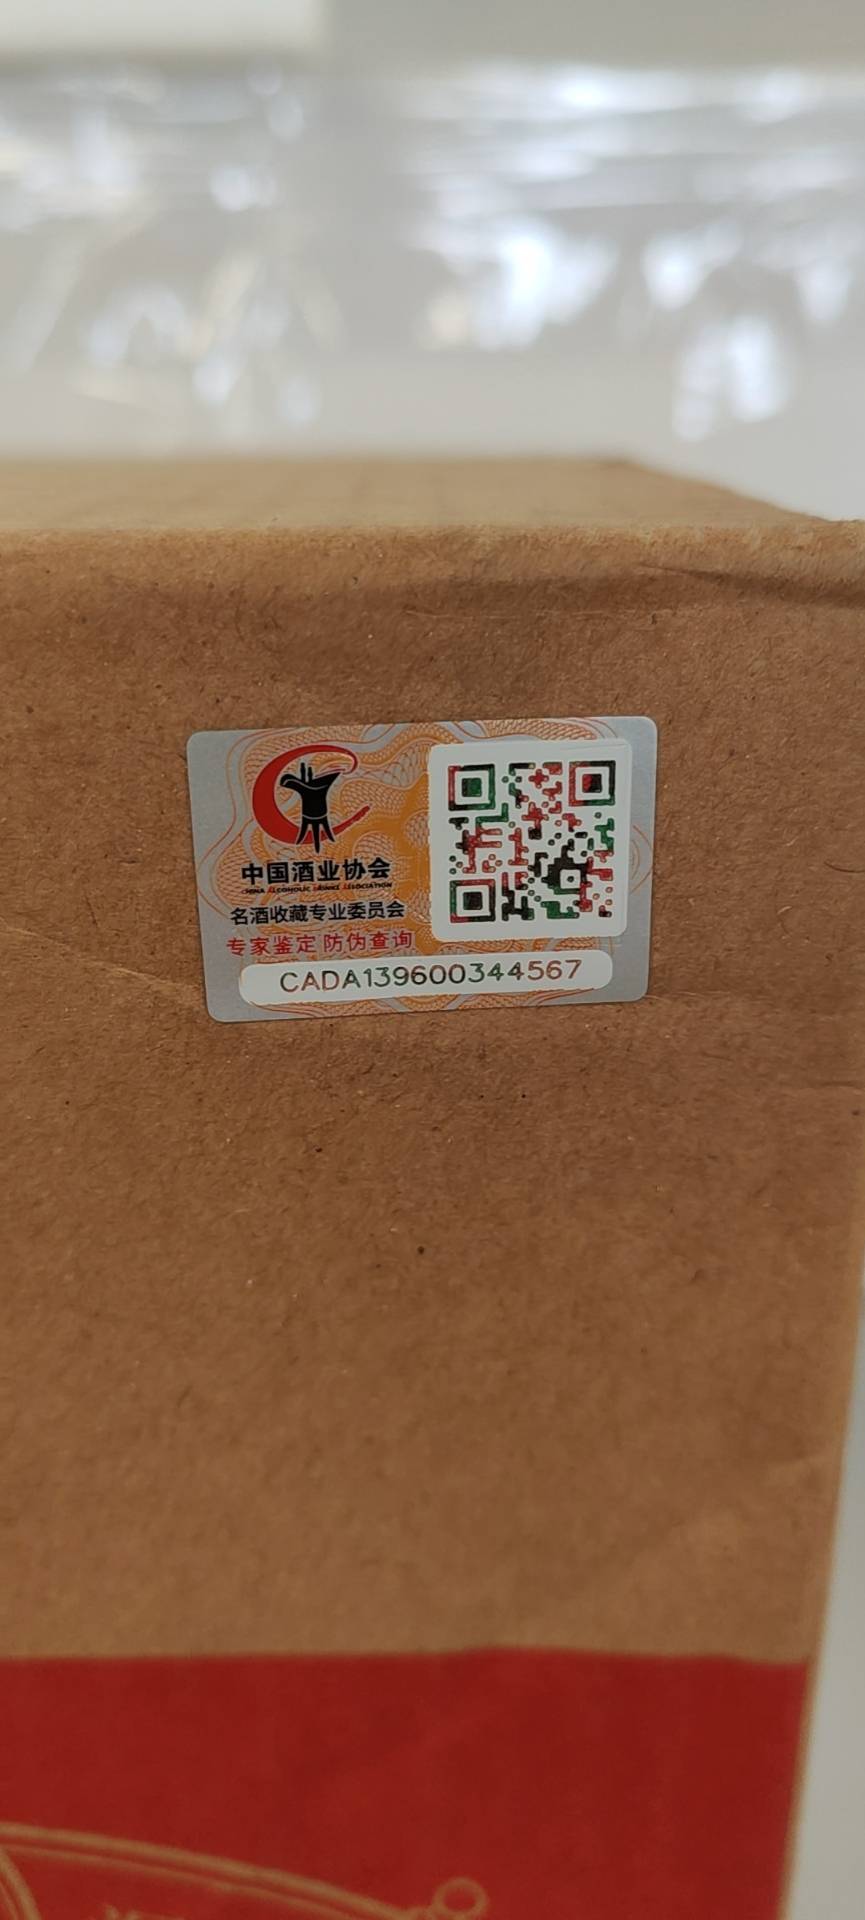 中国酒业协会
CHINA ALCOHOLIC DRINKS ASSOCIATION
名酒收藏专业委员会
专家鉴定 防伪查询
CADA139600344567